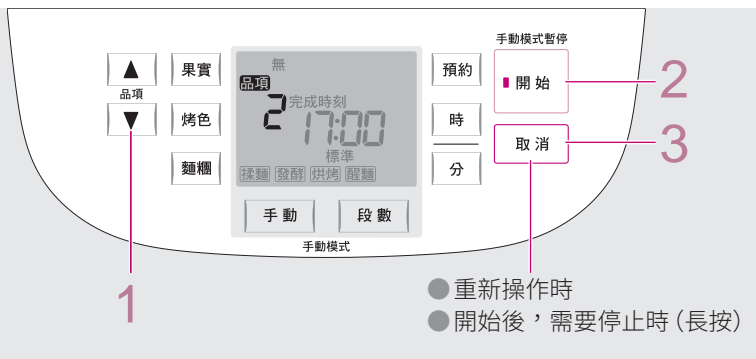 手動模式暫停
▲
品項
▼
果實
烤色
麵糰
無
品項
2
完成時刻
17:00
標準
揉麵 發酵 烘烤 醒麵
手動 段數
手動模式
預約
時
分
開始
取消
1
2
3
●重新操作時
●開始後,需要停止時(長按)